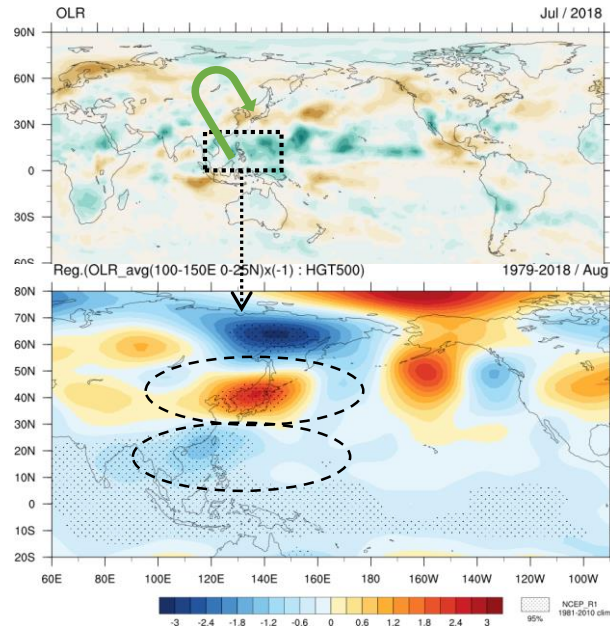 OLR Jul / 2018
90N
60N
30N
0
30S
60S
Reg.(OLR_avg(100-150E 0-25N)x(-1) : HGT500) 1979-2018 / Aug
80N
70N
60N
50N
40N
30N
20N
10N
0
10S
20S
60E 80E 100E 120E 140E 160E 180 160W 140W 120W 100W
-3 -2.4 -1.8 -1.2 -0.6 0 0.6 1.2 1.8 2.4 3
NCEP_R1
1981-2010 clim
95%